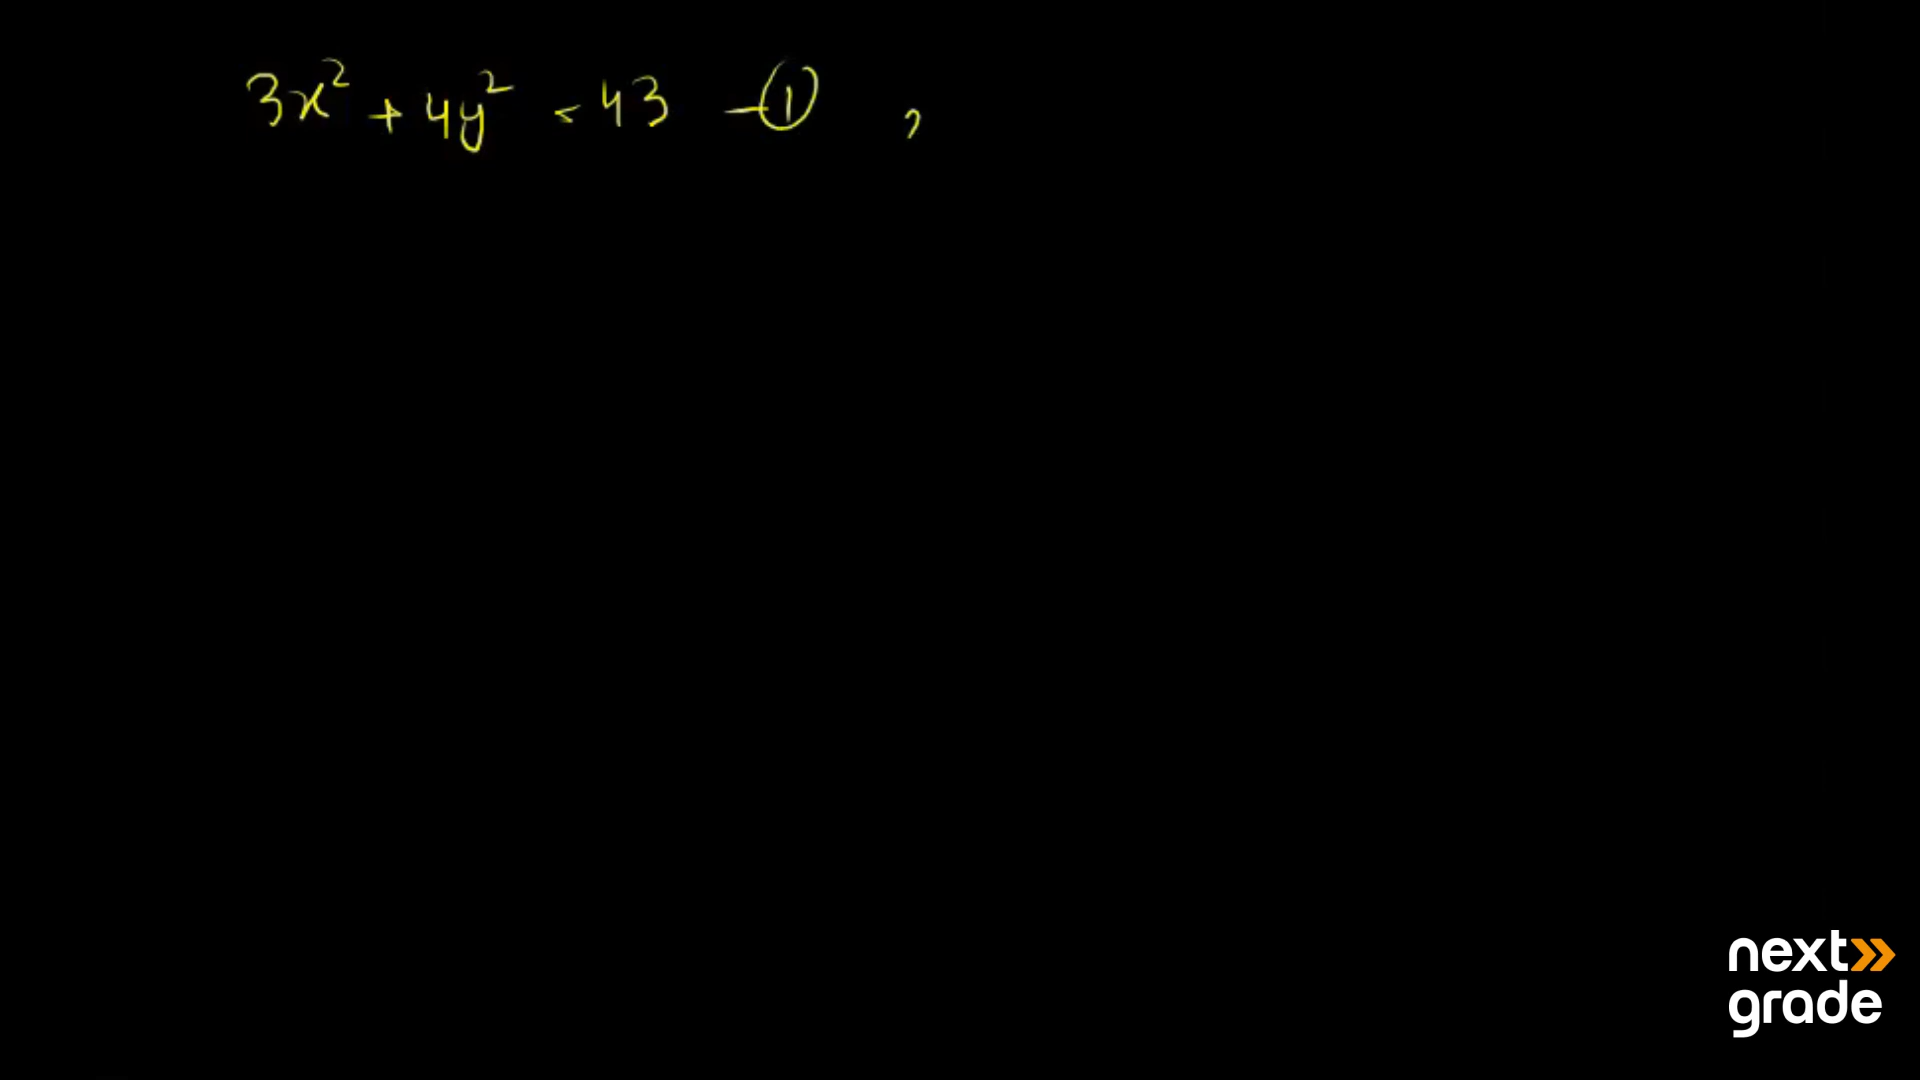 3x² + 4y² = 43 —① ,
next
grade